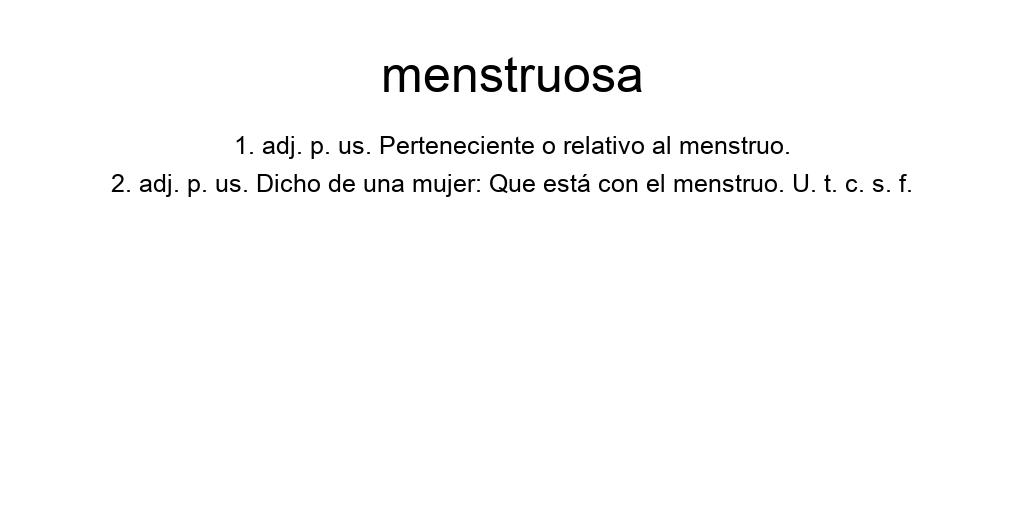 menstruosa
1. adj. p. us. Perteneciente o relativo al menstruo.
2. adj. p. us. Dicho de una mujer: Que está con el menstruo. U. t. c. s. f.